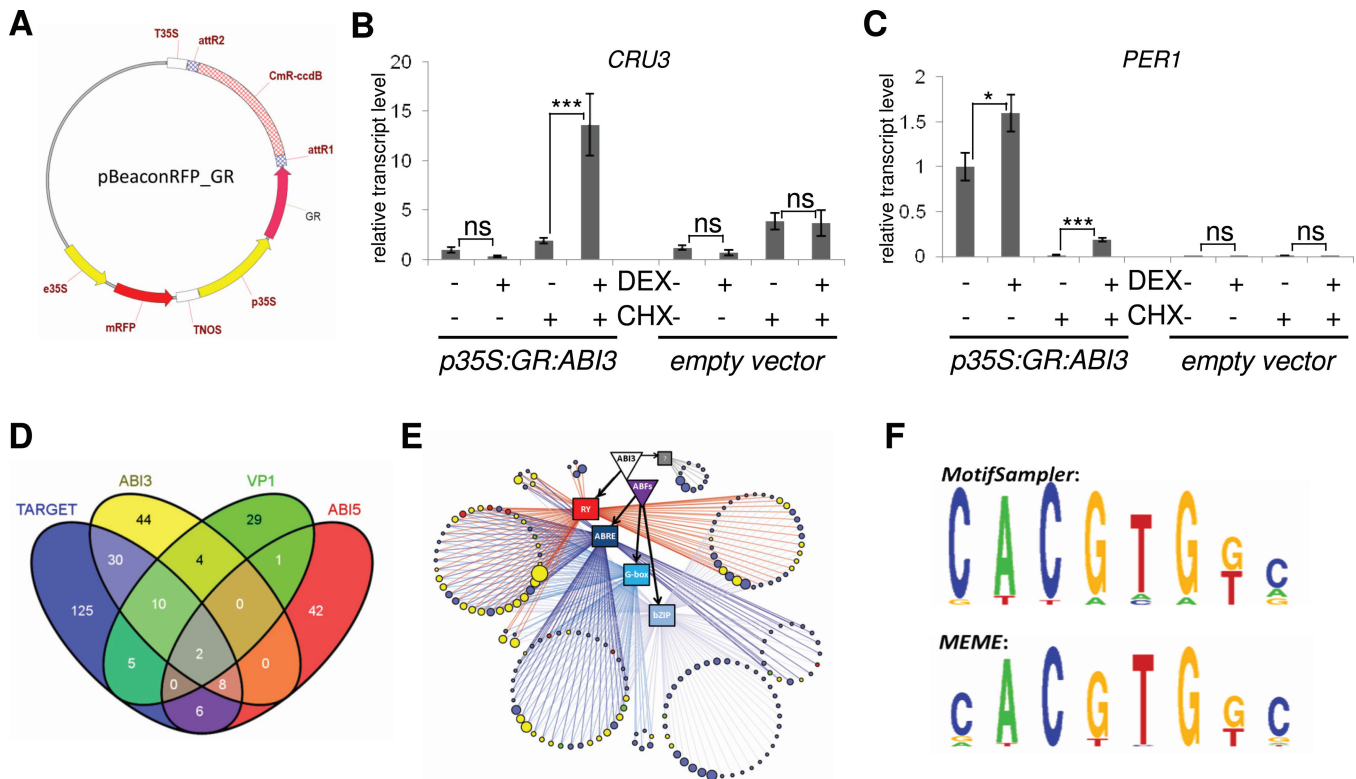 A
T35S
attR2
CmR-ccdB
attR1
pBeaconRFP_GR
GR
e35S
p35S
mRFP
TNOS
B
CRU3
relative transcript level
20
15
10
5
0
ns
***
ns
ns
- + - + DEX- - + - +
- - + + CHX- - - + +
p35S:GR:ABI3
empty vector
C
PER1
relative transcript level
2
1.5
1
0.5
0
*
***
ns
ns
- + - + DEX- - + - +
- - + + CHX- - - + +
p35S:GR:ABI3
empty vector
D
TARGET
ABI3
VP1
ABI5
44
29
30
4
1
125
10
0
42
5
2
0
0
8
6
E
ABI3
?
ABFs
RY
ABRE
G-box
bZIP
F
MotifSampler:
CACGTGGC
MEME:
CACGTGGC